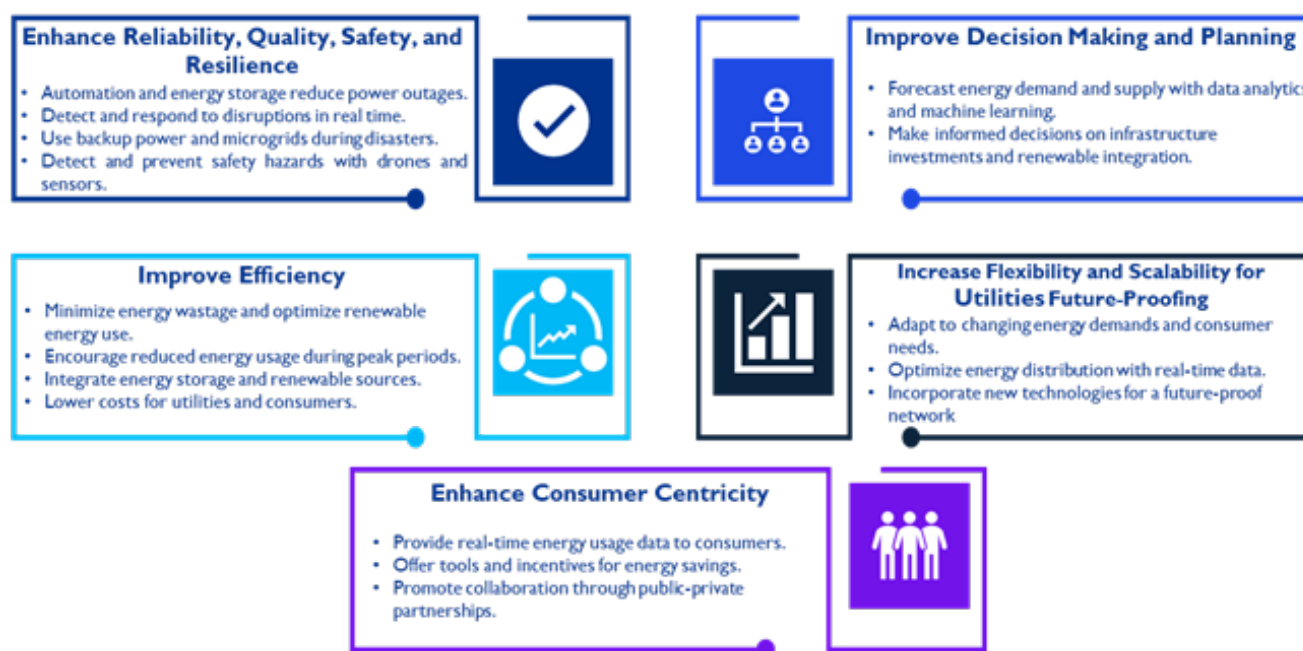 Enhance Reliability, Quality, Safety, and
Resilience
• Automation and energy storage reduce power outages.
• Detect and respond to disruptions in real time.
• Use backup power and microgrids during disasters.
• Detect and prevent safety hazards with drones and
sensors.
Improve Decision Making and Planning
• Forecast energy demand and supply with data analytics
and machine learning.
• Make informed decisions on infrastructure
investments and renewable integration.
Improve Efficiency
• Minimize energy wastage and optimize renewable
energy use.
• Encourage reduced energy usage during peak periods.
• Integrate energy storage and renewable sources.
• Lower costs for utilities and consumers.
Increase Flexibility and Scalability for
Utilities Future-Proofing
• Adapt to changing energy demands and consumer
needs.
• Optimize energy distribution with real-time data.
• Incorporate new technologies for a future-proof
network
Enhance Consumer Centricity
• Provide real-time energy usage data to consumers.
• Offer tools and incentives for energy savings.
• Promote collaboration through public-private
partnerships.